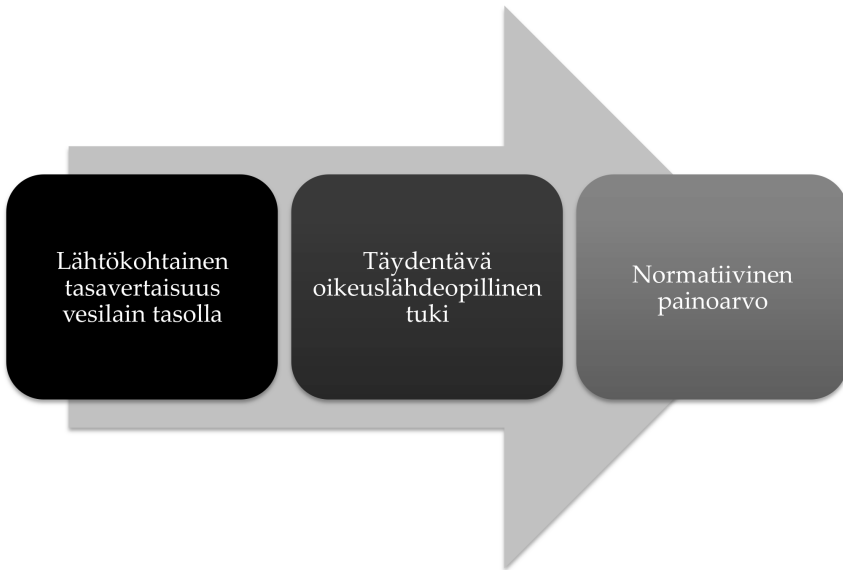 Lähtökohtainen
tasavertaisuus
vesilain tasolla
Täydentävä
oikeuslähdeopillinen
tuki
Normatiivinen
painoarvo